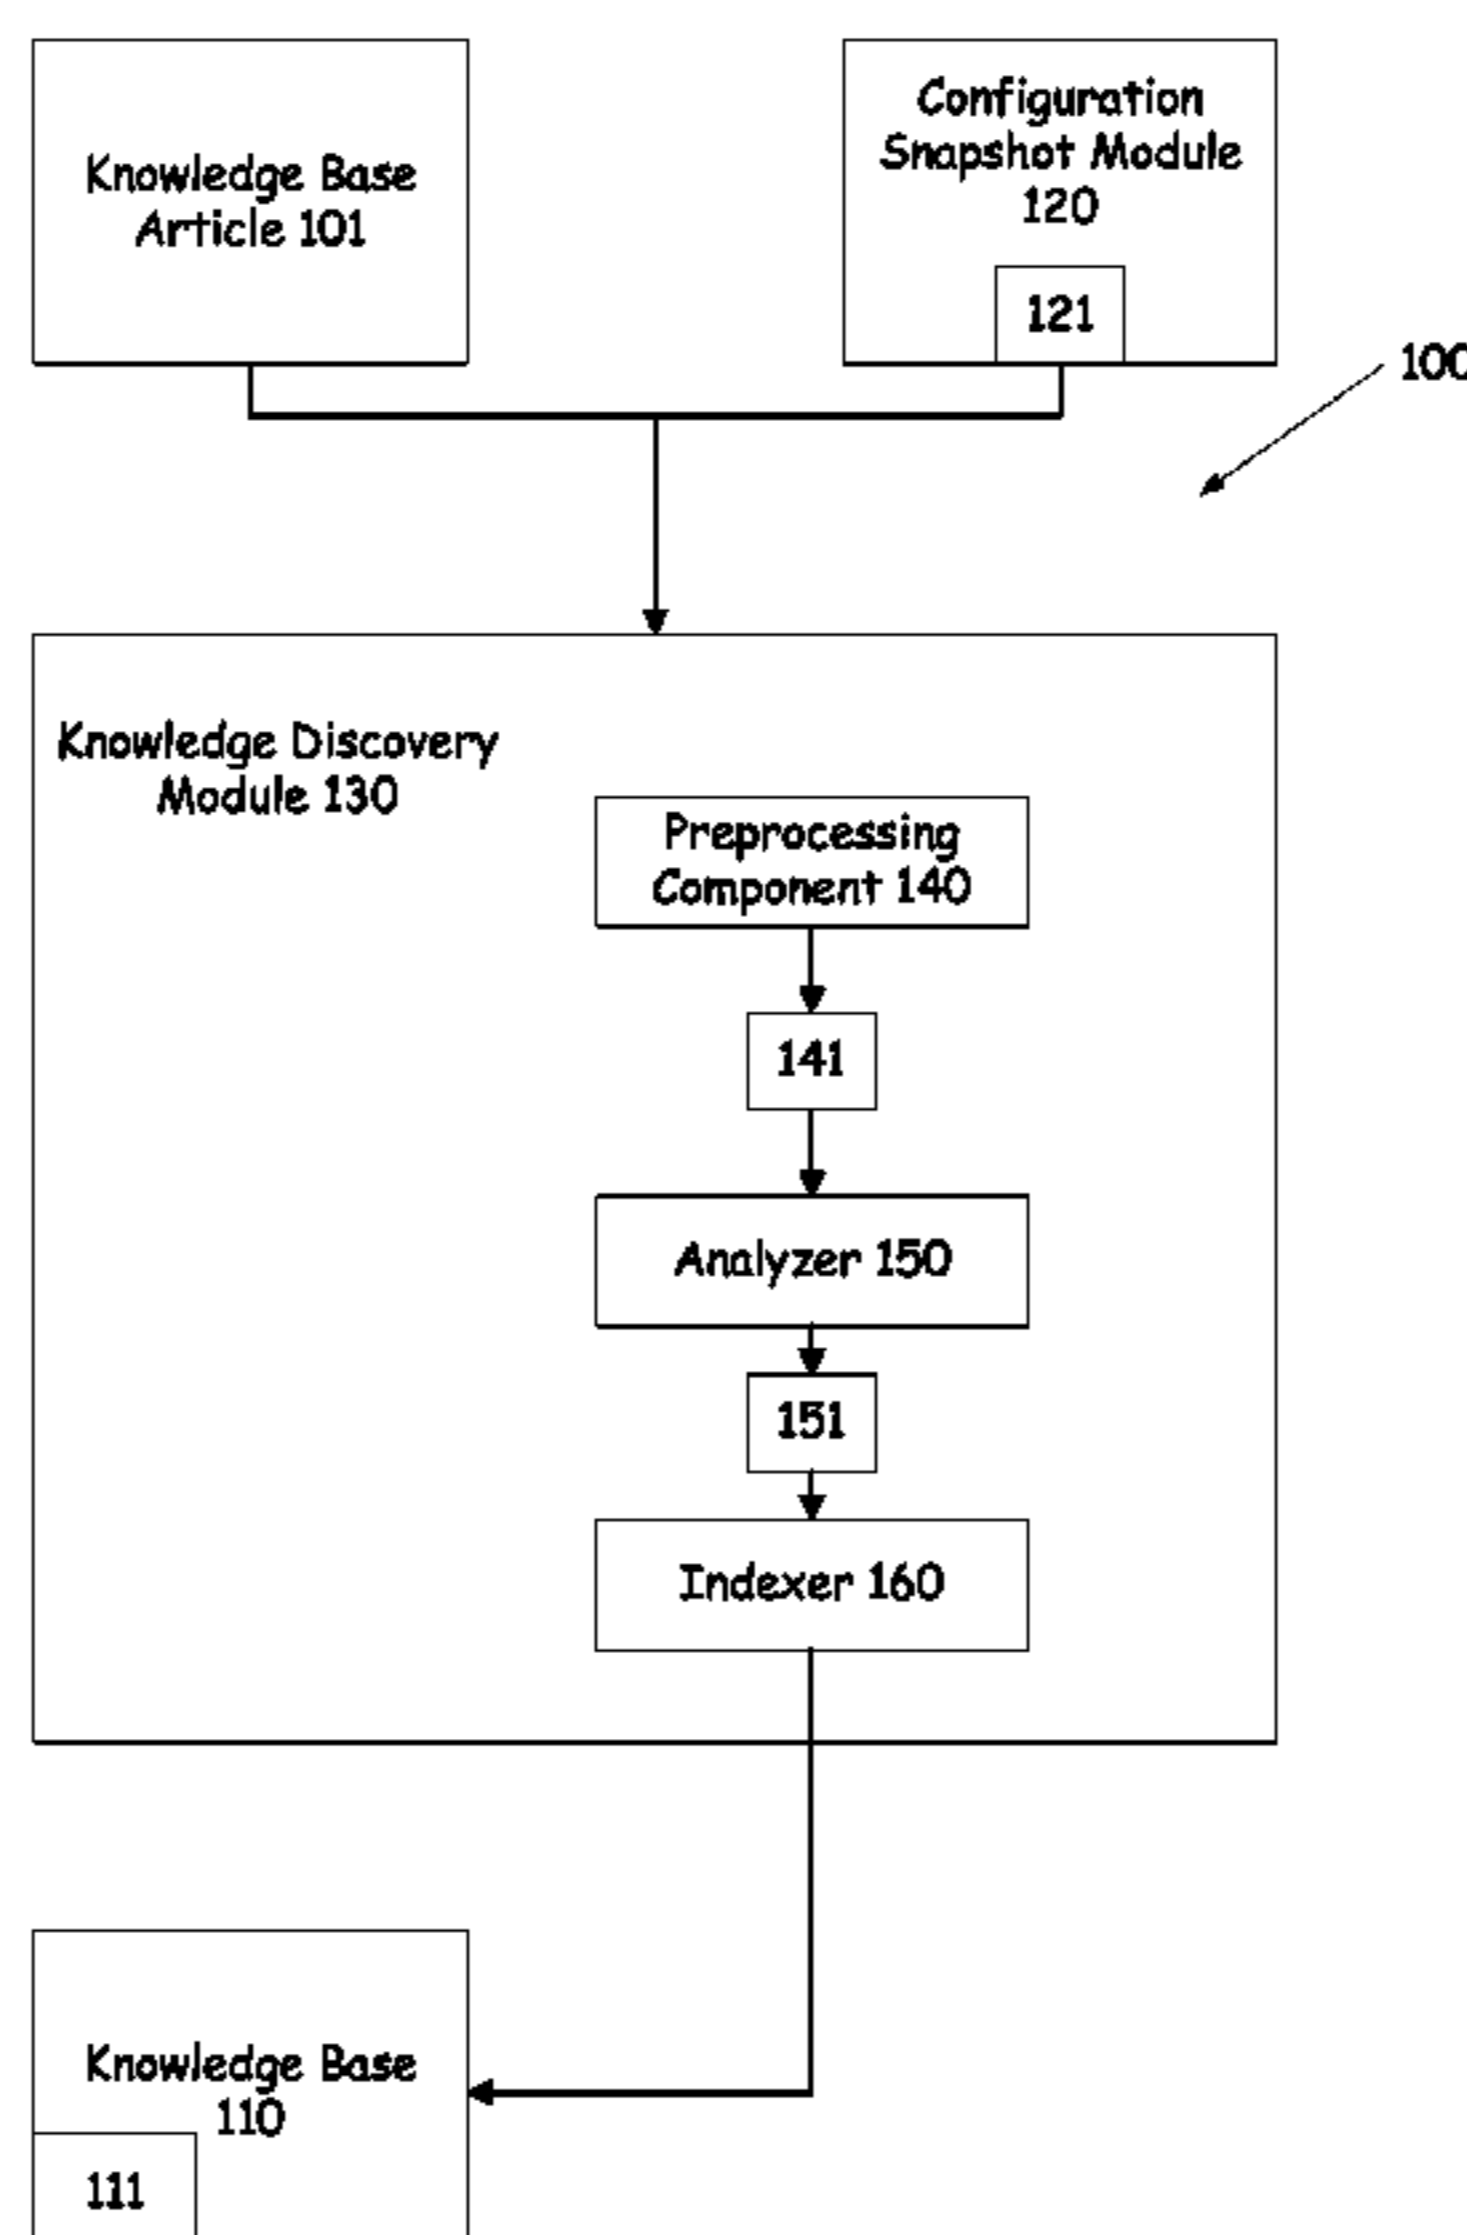 Knowledge Base
Article 101
Configuration
Snapshot Module
120
121
100
Knowledge Discovery
Module 130
Preprocessing
Component 140
141
Analyzer 150
151
Indexer 160
Knowledge Base
110
111